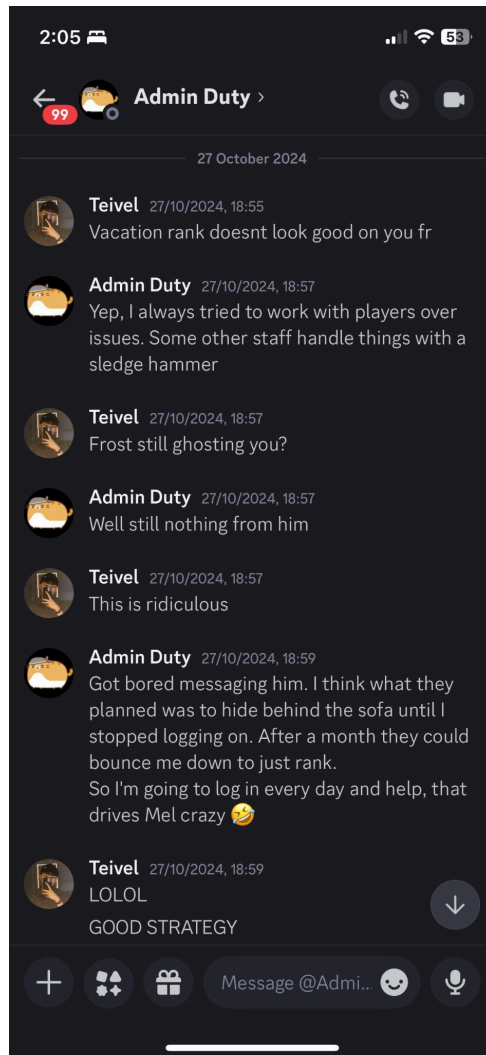 2:05
53
99
Admin Duty
27 October 2024
Teivel 27/10/2024, 18:55
Vacation rank doesnt look good on you fr
Admin Duty 27/10/2024, 18:57
Yep, I always tried to work with players over
issues. Some other staff handle things with a
sledge hammer
Teivel 27/10/2024, 18:57
Frost still ghosting you?
Admin Duty 27/10/2024, 18:57
Well still nothing from him
Teivel 27/10/2024, 18:57
This is ridiculous
Admin Duty 27/10/2024, 18:59
Got bored messaging him. I think what they
planned was to hide behind the sofa until I
stopped logging on. After a month they could
bounce me down to just rank.
So I'm going to log in every day and help, that
drives Mel crazy 🤣
Teivel 27/10/2024, 18:59
LOLOL
GOOD STRATEGY
Message @Admi...